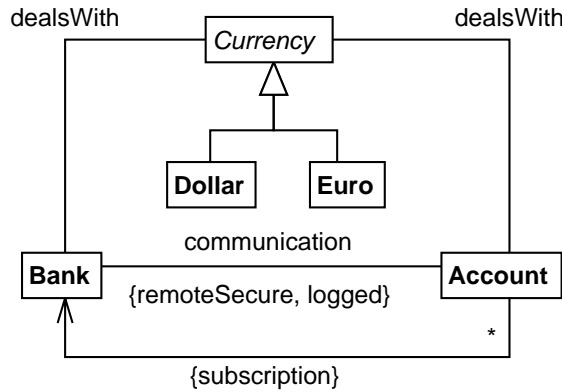 dealsWith
dealsWith
Currency
Dollar
Euro
communication
Bank
Account
{remoteSecure, logged}
*
{subscription}